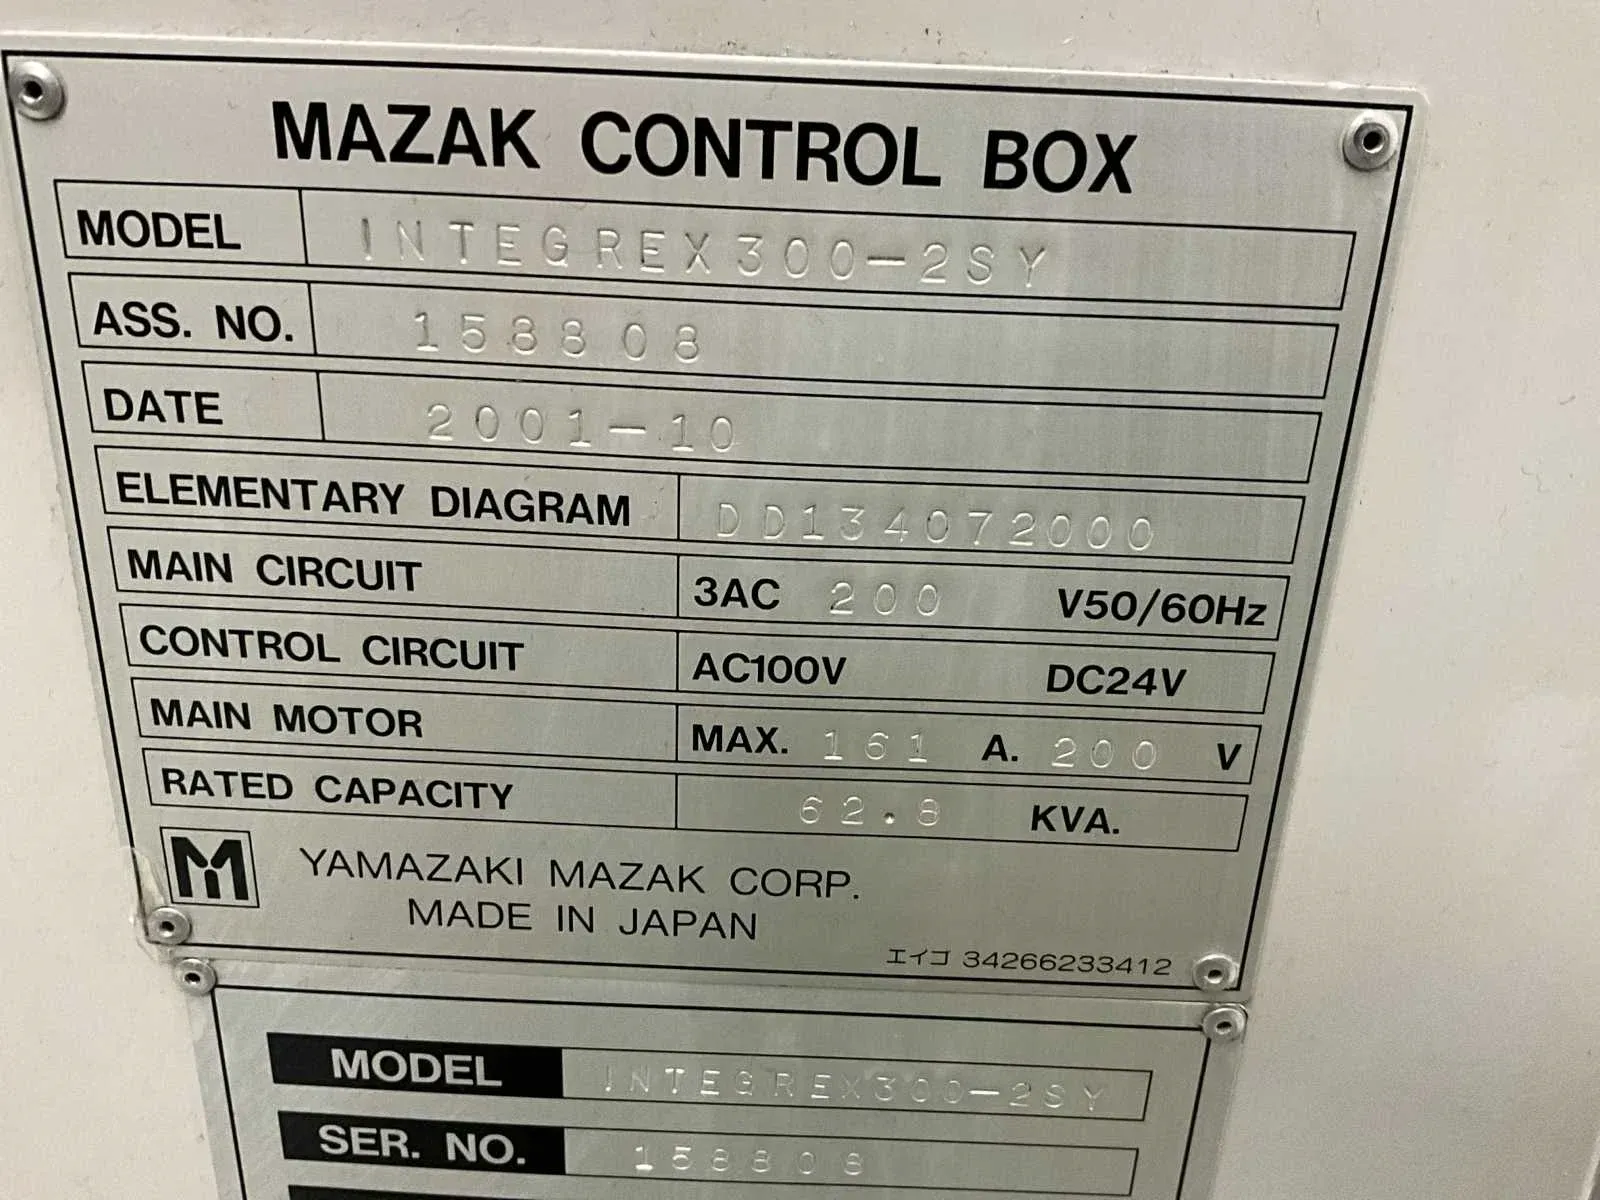 MAZAK CONTROL BOX
MODEL INTEGREX300-2SY
ASS. NO. 158808
DATE 2001-10
ELEMENTARY DIAGRAM DD134072000
MAIN CIRCUIT 3AC 200 V50/60Hz
CONTROL CIRCUIT AC100V DC24V
MAIN MOTOR MAX. 161 A. 200 V
RATED CAPACITY 62.8 KVA.
M YAMAZAKI MAZAK CORP.
MADE IN JAPAN
エイゴ 34266233412
MODEL INTEGREX300-2SY
SER. NO. 158808